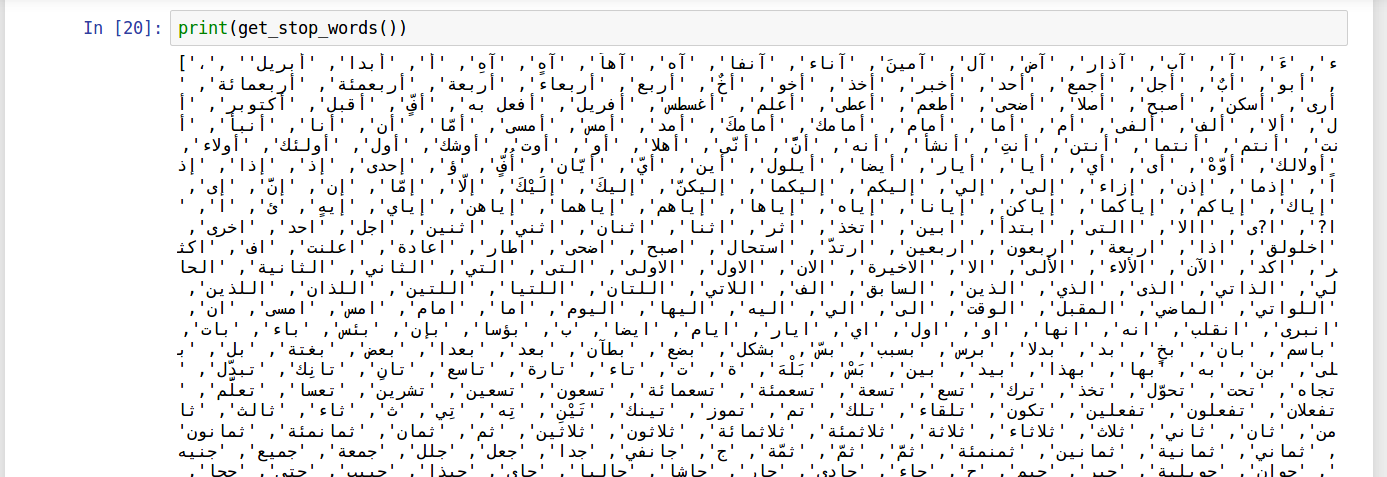 print(get_stop_words())
In [20]:
['،', 'ء', 'ءَ', 'آ', 'آب', 'آذار', 'آض', 'آل', 'آمينَ', 'آناء', 'آنفا', 'آه', 'آهاً', 'آهٍ', 'آهِ', 'أ', 'أبدا', 'أبريل'
, 'أبو', 'أبٌ', 'أجل', 'أجمع', 'أحد', 'أخبر', 'أخذ', 'أخو', 'أخٌ', 'أربع', 'أربعاء', 'أربعة', 'أربعمئة', 'أربعمائة', '
أرى', 'أسكن', 'أصبح', 'أصلا', 'أضحى', 'أطعم', 'أعطى', 'أعلم', 'أغسطس', 'أفريل', 'أفعل به', 'أفٍّ', 'أقبل', 'أكتوبر', 'أ
ل', 'ألا', 'ألف', 'ألفى', 'أم', 'أما', 'أمام', 'أمامك', 'أمامكَ', 'أمد', 'أمس', 'أمسى', 'أمّا', 'أن', 'أنا', 'أنبأ', 'أ
نت', 'أنتم', 'أنتما', 'أنتن', 'أنتِ', 'أنشأ', 'أنه', 'أنًّ', 'أنّى', 'أهلا', 'أو', 'أوت', 'أوشك', 'أول', 'أولئك', 'أولاء',
'أولالك', 'أوّهْ', 'أى', 'أي', 'أيا', 'أيار', 'أيضا', 'أيلول', 'أين', 'أيّ', 'أيّان', 'أُفٍّ', 'ؤ', 'إحدى', 'إذ', 'إذا', 'إذ
اً', 'إذما', 'إذن', 'إزاء', 'إلى', 'إلي', 'إليكم', 'إليكما', 'إليكنّ', 'إليكَ', 'إلَيْكَ', 'إلّا', 'إمّا', 'إن', 'إنّ', 'إى',
'إياك', 'إياكم', 'إياكما', 'إياكن', 'إيانا', 'إياه', 'إياها', 'إياهم', 'إياهما', 'إياهن', 'إياي', 'إيهٍ', 'ئ', 'ا',
'ا?', 'ا?ى', 'االا', 'االتى', 'ابتدأ', 'ابين', 'اتخذ', 'اثر', 'اثنا', 'اثنان', 'اثني', 'اثنين', 'اجل', 'احد', 'اخرى',
'اخلولق', 'اذا', 'اربعة', 'اربعون', 'اربعين', 'ارتدّ', 'استحال', 'اصبح', 'اضحى', 'اطار', 'اعادة', 'اعلنت', 'اف', 'اكث
ر', 'اكد', 'الآن', 'الألاء', 'الألى', 'الا', 'الاخيرة', 'الان', 'الاول', 'الاولى', 'التى', 'التي', 'الثاني', 'الثانية', 'الحا
لي', 'الذاتي', 'الذى', 'الذي', 'الذين', 'السابق', 'الف', 'اللاتي', 'اللتان', 'اللتيا', 'اللتين', 'اللذان', 'اللذين',
'اللواتي', 'الماضي', 'المقبل', 'الوقت', 'الى', 'الي', 'اليه', 'اليها', 'اليوم', 'اما', 'امام', 'امس', 'امسى', 'ان',
'انبرى', 'انقلب', 'انه', 'انها', 'او', 'اول', 'اي', 'ايار', 'ايام', 'ايضا', 'ب', 'بؤسا', 'بإن', 'بئس', 'باء', 'بات',
'باسم', 'بان', 'بخٍ', 'بد', 'بدلا', 'برس', 'بسبب', 'بسّ', 'بشكل', 'بضع', 'بطآن', 'بعد', 'بعدا', 'بعض', 'بغتة', 'بل', 'ب
لى', 'بن', 'به', 'بها', 'بهذا', 'بيد', 'بين', 'بَسْ', 'بَلْهَ', 'ة', 'ت', 'تاء', 'تارة', 'تاسع', 'تانِ', 'تانِك', 'تبدّل', '
تجاه', 'تحت', 'تحوّل', 'تخذ', 'ترك', 'تسع', 'تسعة', 'تسعمئة', 'تسعمائة', 'تسعون', 'تسعين', 'تشرين', 'تعسا', 'تعلَّم', '
تفعلان', 'تفعلون', 'تفعلين', 'تكون', 'تلقاء', 'تلك', 'تم', 'تموز', 'تينك', 'تَيْنِ', 'تِه', 'تِي', 'ث', 'ثاء', 'ثالث', 'ثا
من', 'ثان', 'ثاني', 'ثلاث', 'ثلاثاء', 'ثلاثة', 'ثلاثمئة', 'ثلاثمائة', 'ثلاثون', 'ثلاثين', 'ثم', 'ثمان', 'ثمانمئة', 'ثمانون'
, 'ثماني', 'ثمانية', 'ثمانين', 'ثمنمئة', 'ثمّ', 'ثمّ', 'ثمّة', 'ج', 'جانفي', 'جدا', 'جعل', 'جلل', 'جمعة', 'جميع', 'جنيه
', 'جوان', 'جويلية', 'جير', 'جيم', 'ح', 'حاء', 'حادي', 'حار', 'حاشا', 'حاليا', 'حاي', 'حبذا', 'حبيب', 'حتى', 'حجا', '